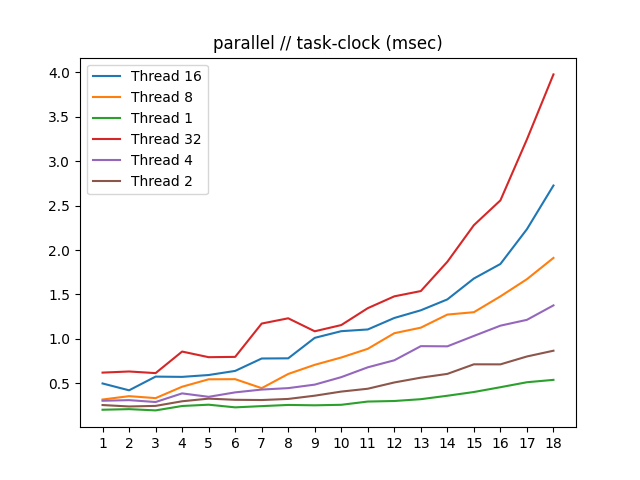 parallel // task-clock (msec)
4.0
3.5
3.0
2.5
2.0
1.5
1.0
0.5
Thread 16
Thread 8
Thread 1
Thread 32
Thread 4
Thread 2
1 2 3 4 5 6 7 8 9 10 11 12 13 14 15 16 17 18